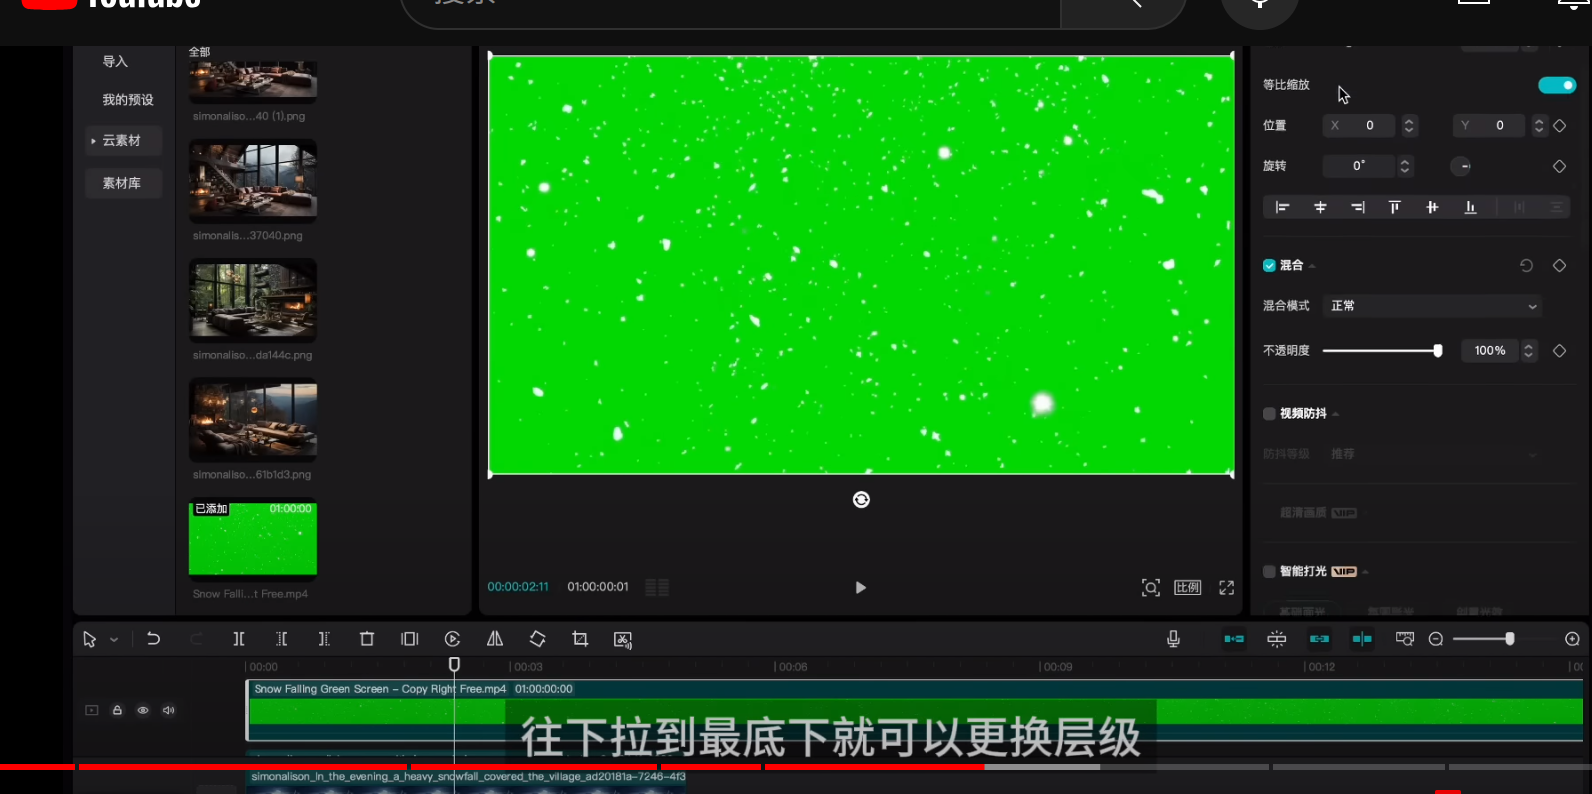 YouTube
搜索
导入
我的预设
云素材
素材库
全部
simonaliso...40 (1).png
simonalis...37040.png
simonaliso...da144c.png
simonaliso...61b1d3.png
已添加 01:00:00
Snow Falli...t Free.mp4
00:00:02:11 01:00:00:01
比例
等比缩放
位置 X 0 Y 0
旋转 0°
混合
混合模式 正常
不透明度 100%
视频防抖
防抖等级 推荐
超清画质 VIP
智能打光 VIP
00:00 00:03 00:06 00:09 00:12
Snow Falling Green Screen – Copy Right Free.mp4 01:00:00:00
往下拉到最底下就可以更换层级
simonalison_In_the_evening_a_heavy_snowfall_covered_the_village_ad20181a-7246-4f3